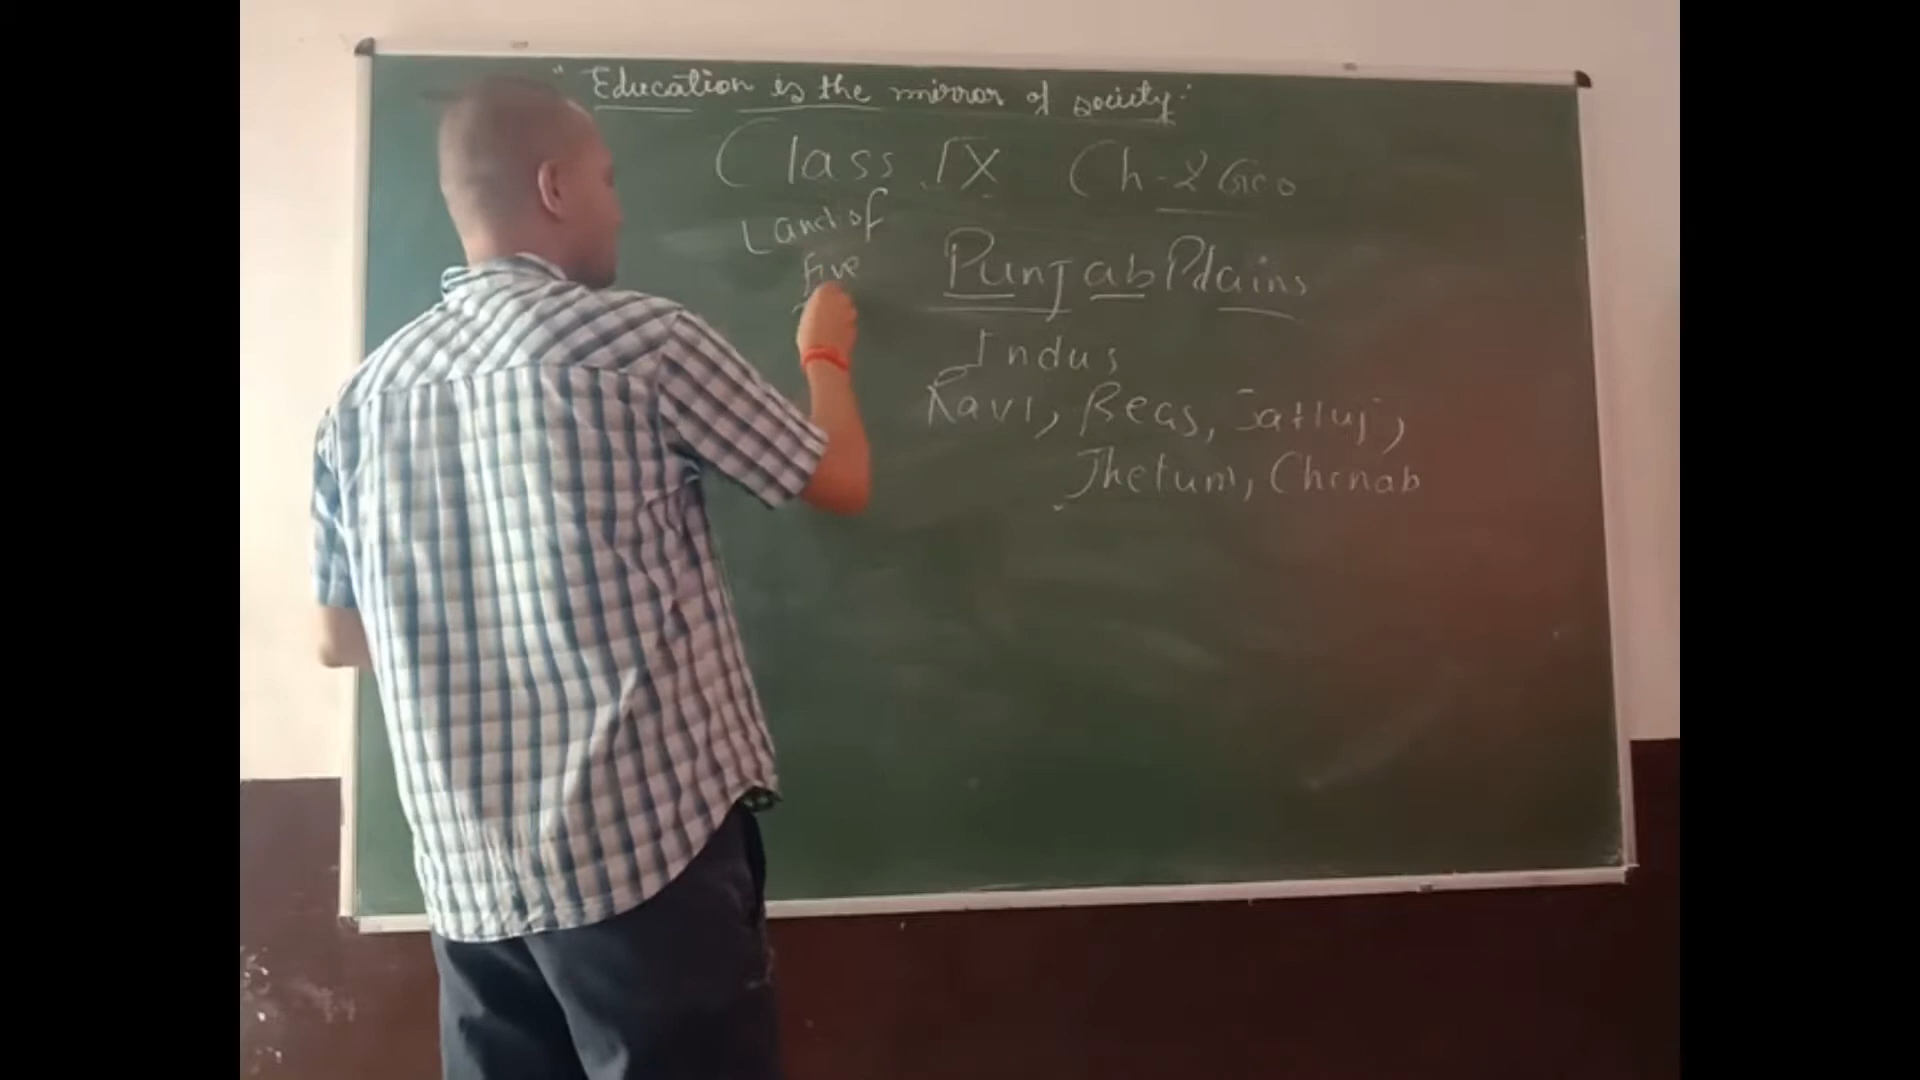 "Education is the mirror of society"
Class IX Ch-2 Geo
Land of
five
Punjab Plains
Indus
Ravi, Beas, Satluj,
Jhelum, Chenab